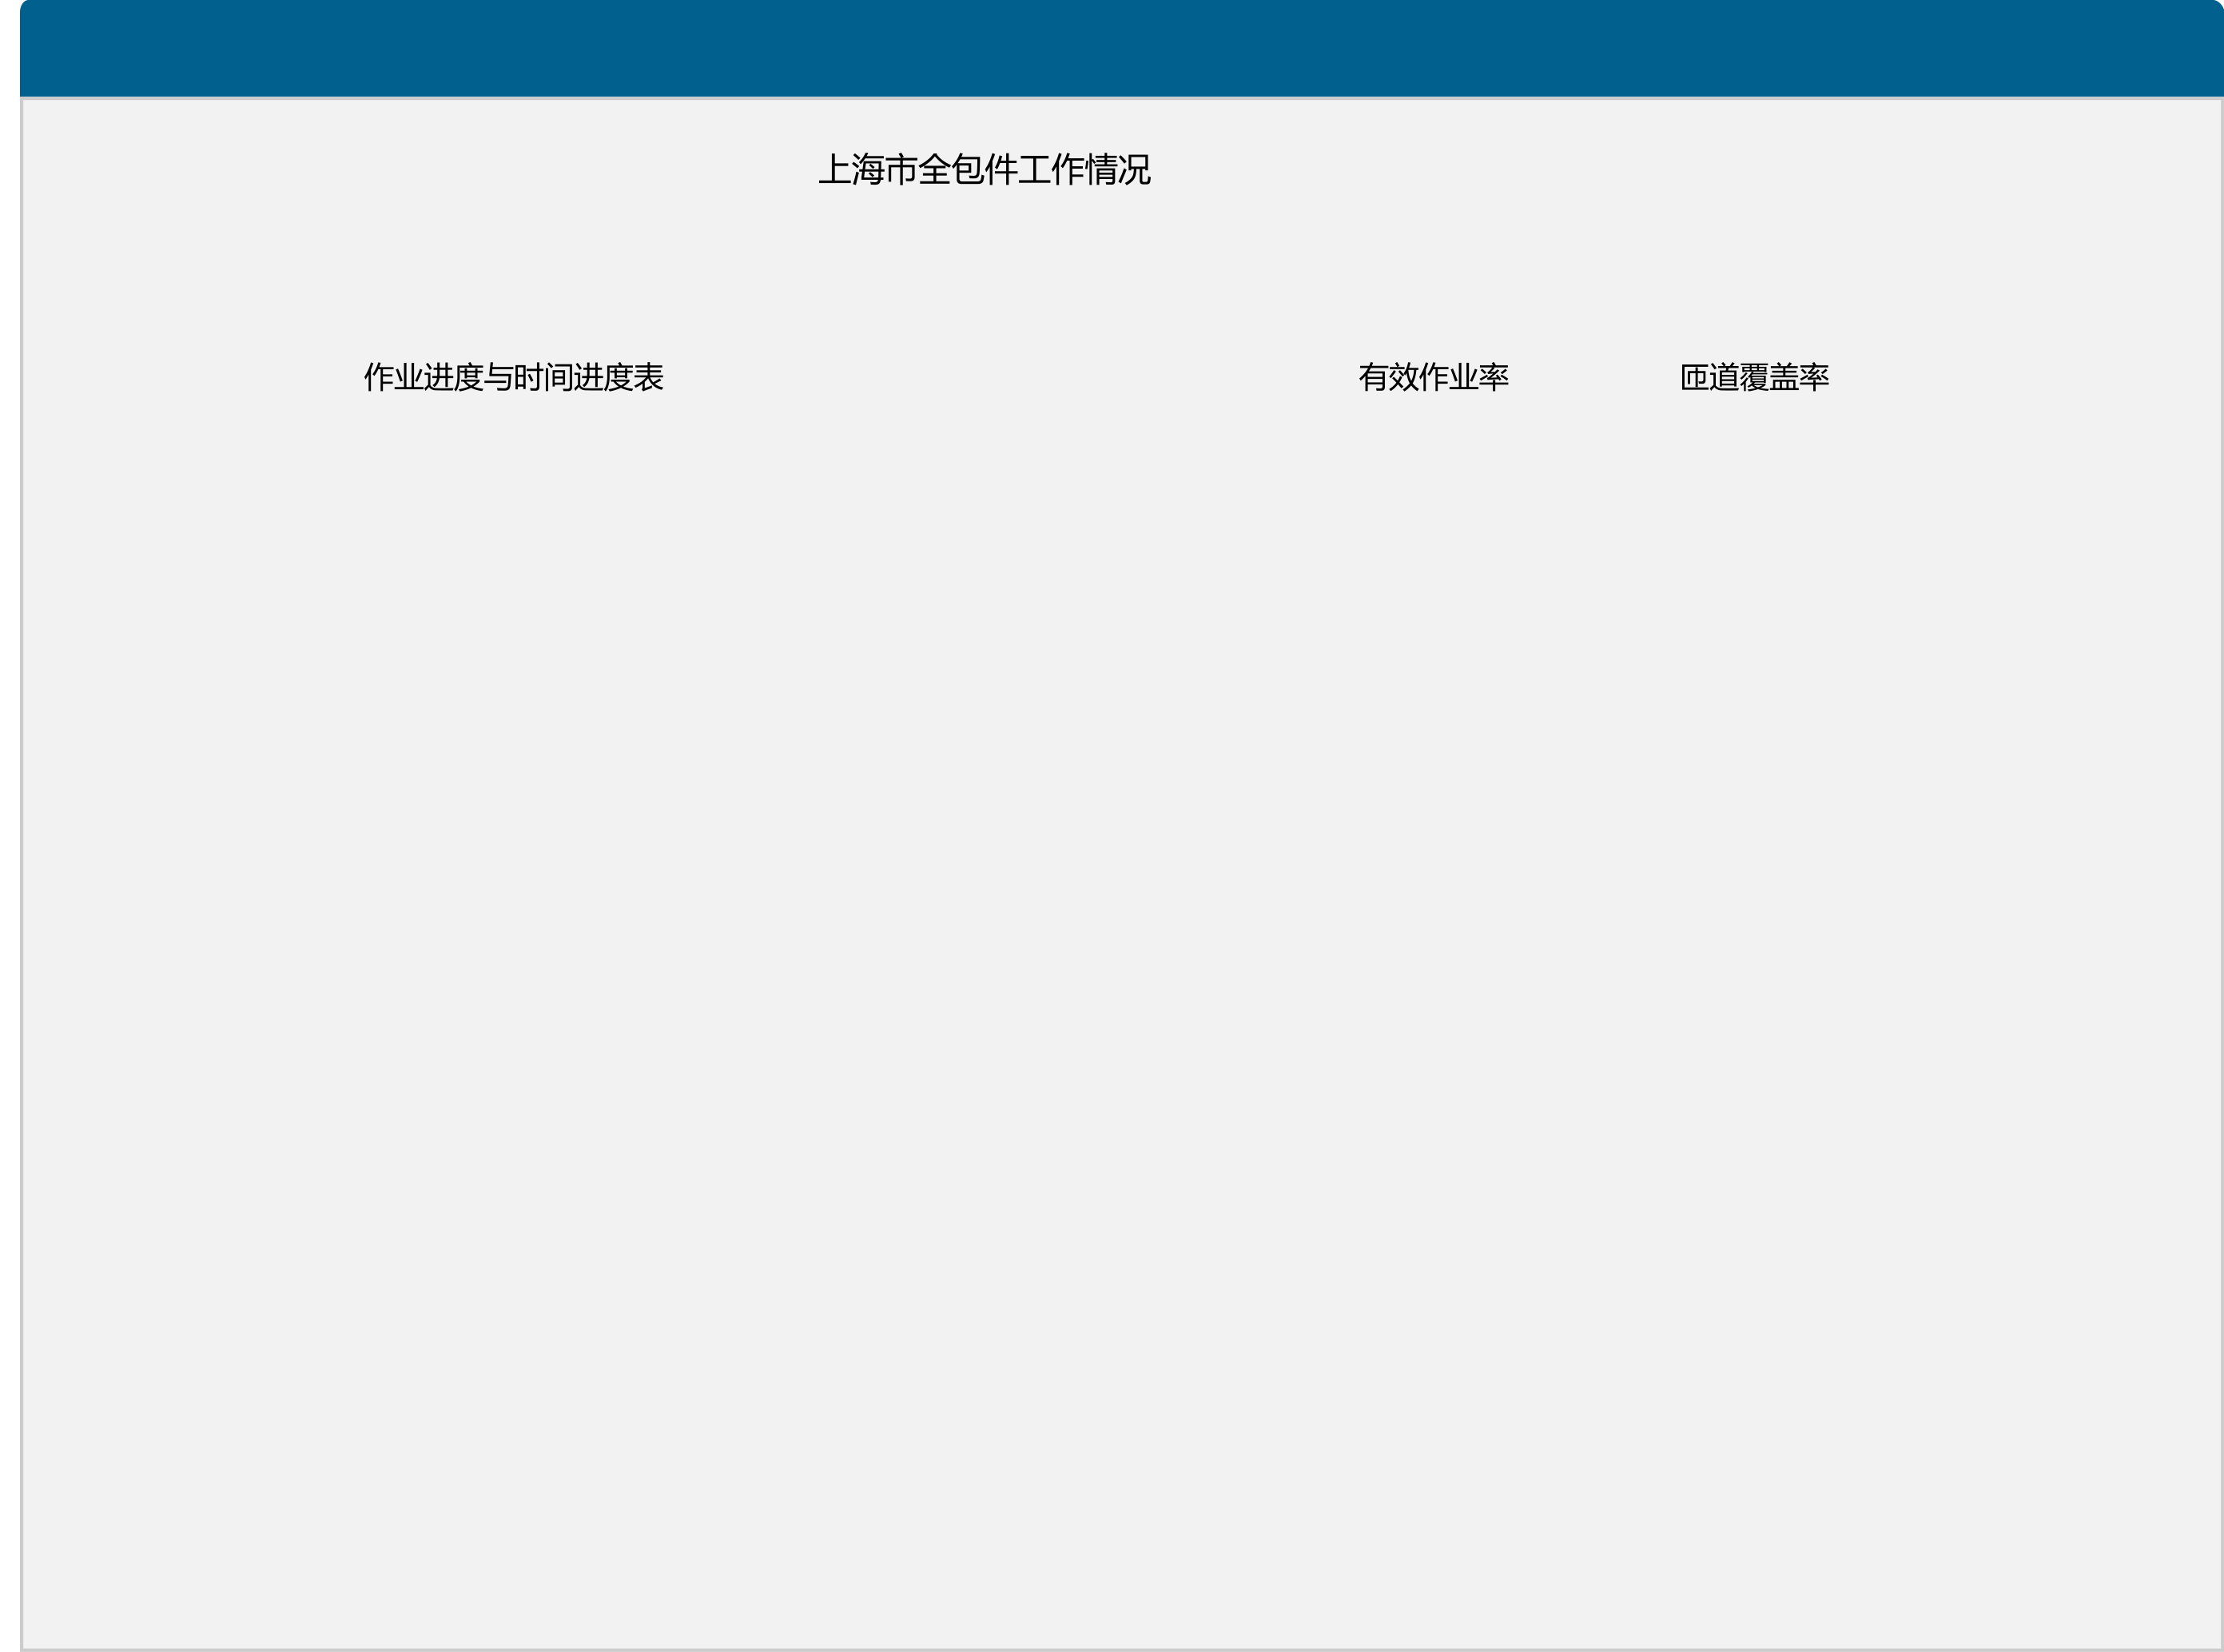 上海市全包件工作情况
作业进度与时间进度表
有效作业率
匝道覆盖率